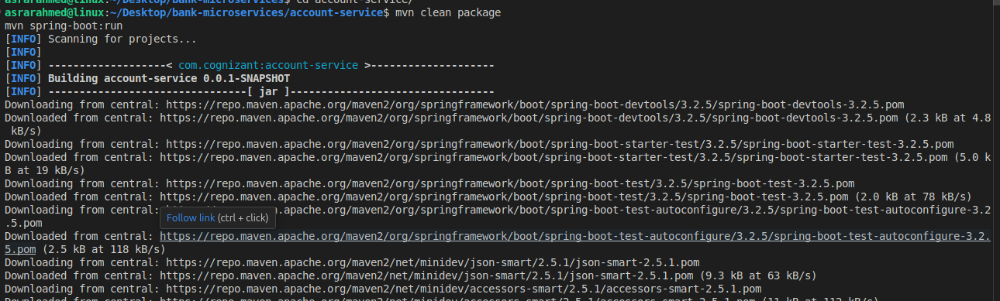 asrarahmed@linux:~/Desktop/bank-microservices$ cd account-service/
asrarahmed@linux:~/Desktop/bank-microservices/account-service$ mvn clean package
mvn spring-boot:run
[INFO] Scanning for projects...
[INFO]
[INFO] -------------------< com.cognizant:account-service >--------------------
[INFO] Building account-service 0.0.1-SNAPSHOT
[INFO] --------------------------------[ jar ]---------------------------------
Downloading from central: https://repo.maven.apache.org/maven2/org/springframework/boot/spring-boot-devtools/3.2.5/spring-boot-devtools-3.2.5.pom
Downloaded from central: https://repo.maven.apache.org/maven2/org/springframework/boot/spring-boot-devtools/3.2.5/spring-boot-devtools-3.2.5.pom (2.3 kB at 4.8
 kB/s)
Downloading from central: https://repo.maven.apache.org/maven2/org/springframework/boot/spring-boot-starter-test/3.2.5/spring-boot-starter-test-3.2.5.pom
Downloaded from central: https://repo.maven.apache.org/maven2/org/springframework/boot/spring-boot-starter-test/3.2.5/spring-boot-starter-test-3.2.5.pom (5.0 k
B at 19 kB/s)
Downloading from central: https://repo.maven.apache.org/maven2/org/springframework/boot/spring-boot-test/3.2.5/spring-boot-test-3.2.5.pom
Downloaded from central: https://repo.maven.apache.org/maven2/org/springframework/boot/spring-boot-test/3.2.5/spring-boot-test-3.2.5.pom (2.0 kB at 78 kB/s)
Downloading from central: .apache.org/maven2/org/springframework/boot/spring-boot-test-autoconfigure/3.2.5/spring-boot-test-autoconfigure-3.2
.5.pom
Follow link (ctrl + click)
Downloaded from central: https://repo.maven.apache.org/maven2/org/springframework/boot/spring-boot-test-autoconfigure/3.2.5/spring-boot-test-autoconfigure-3.2.
5.pom (2.5 kB at 118 kB/s)
Downloading from central: https://repo.maven.apache.org/maven2/net/minidev/json-smart/2.5.1/json-smart-2.5.1.pom
Downloaded from central: https://repo.maven.apache.org/maven2/net/minidev/json-smart/2.5.1/json-smart-2.5.1.pom (9.3 kB at 63 kB/s)
Downloading from central: https://repo.maven.apache.org/maven2/net/minidev/accessors-smart/2.5.1/accessors-smart-2.5.1.pom
Downloaded from central: https://repo.maven.apache.org/maven2/net/minidev/accessors-smart/2.5.1/accessors-smart-2.5.1.pom (11 kB at 112 kB/s)